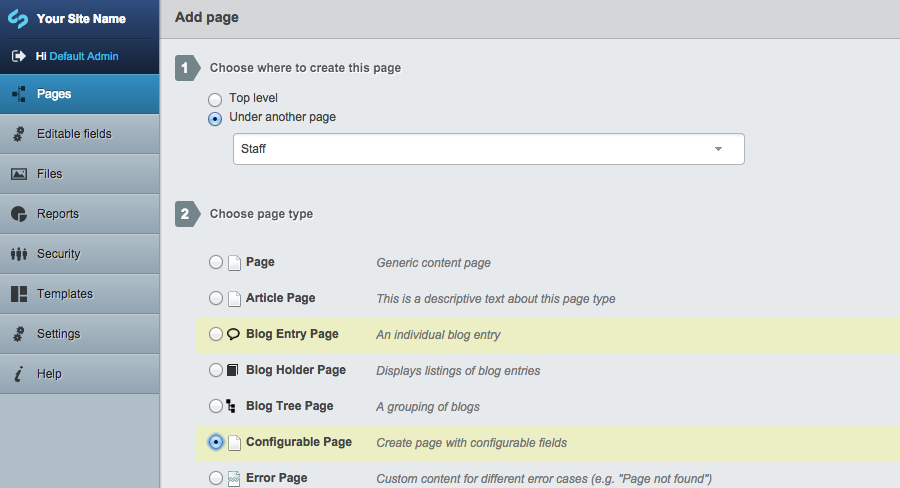 Your Site Name
Hi Default Admin
Pages
Editable fields
Files
Reports
Security
Templates
Settings
Help
Add page
1 Choose where to create this page
Top level
Under another page
Staff
2 Choose page type
Page Generic content page
Article Page This is a descriptive text about this page type
Blog Entry Page An individual blog entry
Blog Holder Page Displays listings of blog entries
Blog Tree Page A grouping of blogs
Configurable Page Create page with configurable fields
Error Page Custom content for different error cases (e.g. "Page not found")